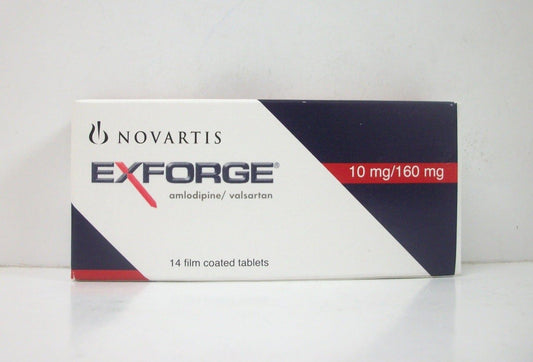 NOVARTIS
EXFORGE®
10 mg/160 mg
amlodipine/ valsartan
14 film coated tablets